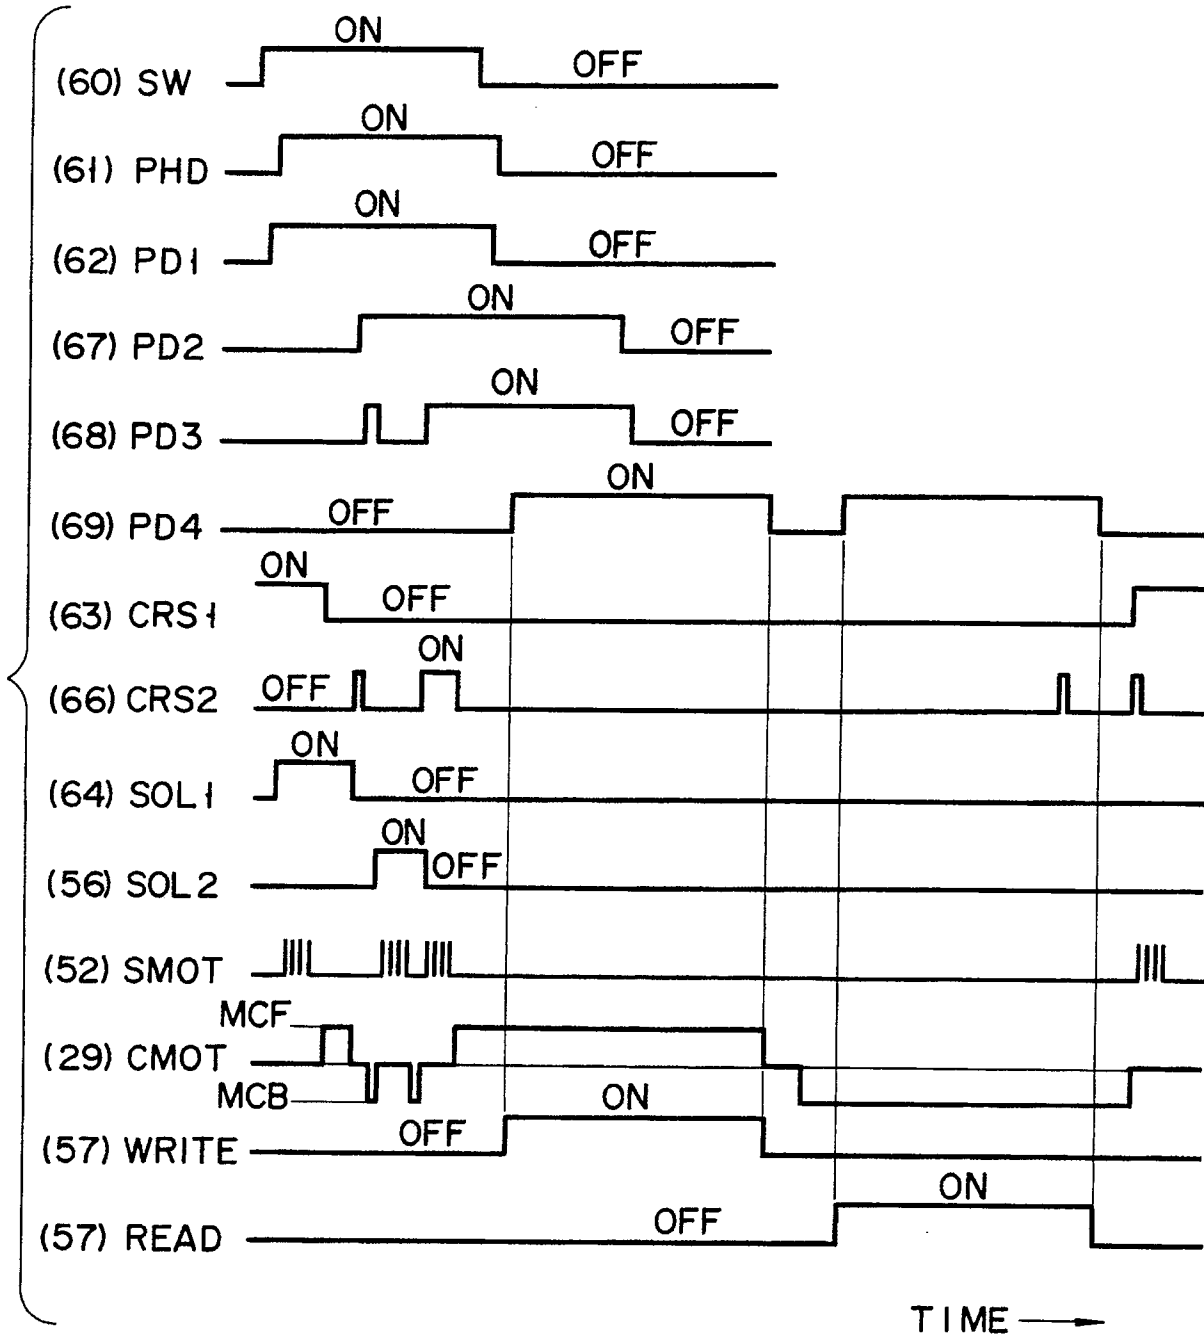 ON
(60) SW OFF
ON
(61) PHD OFF
ON
(62) PD1 OFF
ON
(67) PD2 OFF
ON
(68) PD3 OFF
ON
(69) PD4 OFF
ON
(63) CRS1 OFF
ON
(66) CRS2 OFF
ON
(64) SOL1 OFF
ON
(56) SOL2 OFF
(52) SMOT
MCF
(29) CMOT
MCB ON
(57) WRITE OFF
ON
(57) READ OFF
TIME